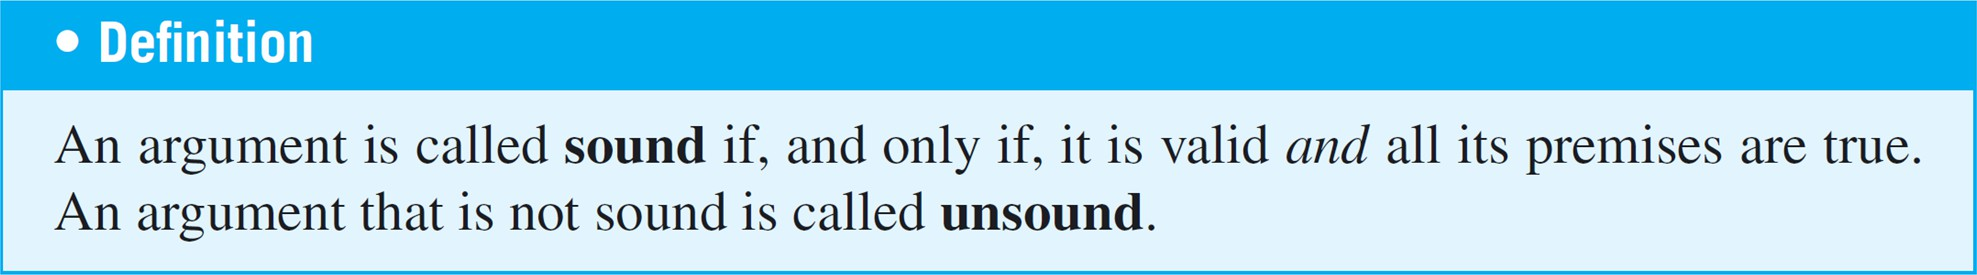 • Definition
An argument is called sound if, and only if, it is valid and all its premises are true.
An argument that is not sound is called unsound.